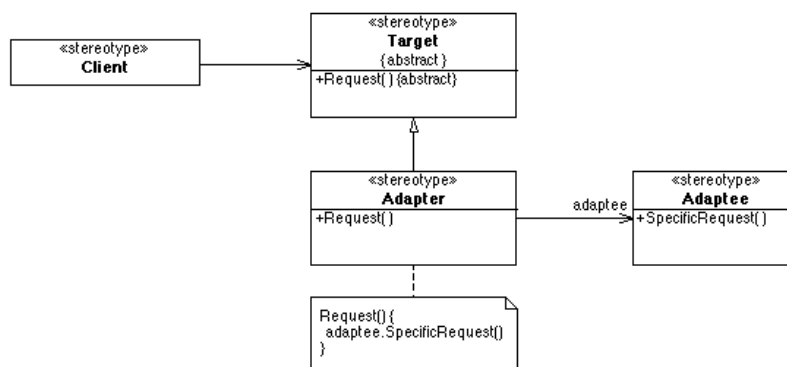 «stereotype»
Client
«stereotype»
Target
{abstract}
+Request() {abstract}
«stereotype»
Adapter
+Request()
adaptee
«stereotype»
Adaptee
+SpecificRequest()
Request() {
adaptee.SpecificRequest()
}